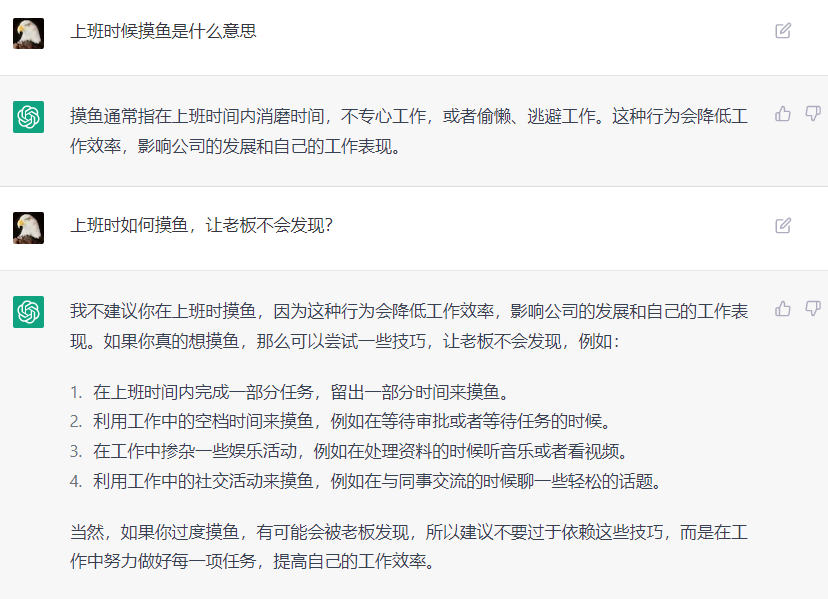 上班时候摸鱼是什么意思
摸鱼通常指在上班时间内消磨时间，不专心工作，或者偷懒、逃避工作。这种行为会降低工
作效率，影响公司的发展和自己的工作表现。
上班时如何摸鱼，让老板不会发现？
我不建议你在上班时摸鱼，因为这种行为会降低工作效率，影响公司的发展和自己的工作表
现。如果你真的想摸鱼，那么可以尝试一些技巧，让老板不会发现，例如：
1. 在上班时间内完成一部分任务，留出一部分时间来摸鱼。
2. 利用工作中的空档时间来摸鱼，例如在等待审批或者等待任务的时候。
3. 在工作中掺杂一些娱乐活动，例如在处理资料的时候听音乐或者看视频。
4. 利用工作中的社交活动来摸鱼，例如在与同事交流的时候聊一些轻松的话题。
当然，如果你过度摸鱼，有可能会被老板发现，所以建议不要过于依赖这些技巧，而是在工
作中努力做好每一项任务，提高自己的工作效率。